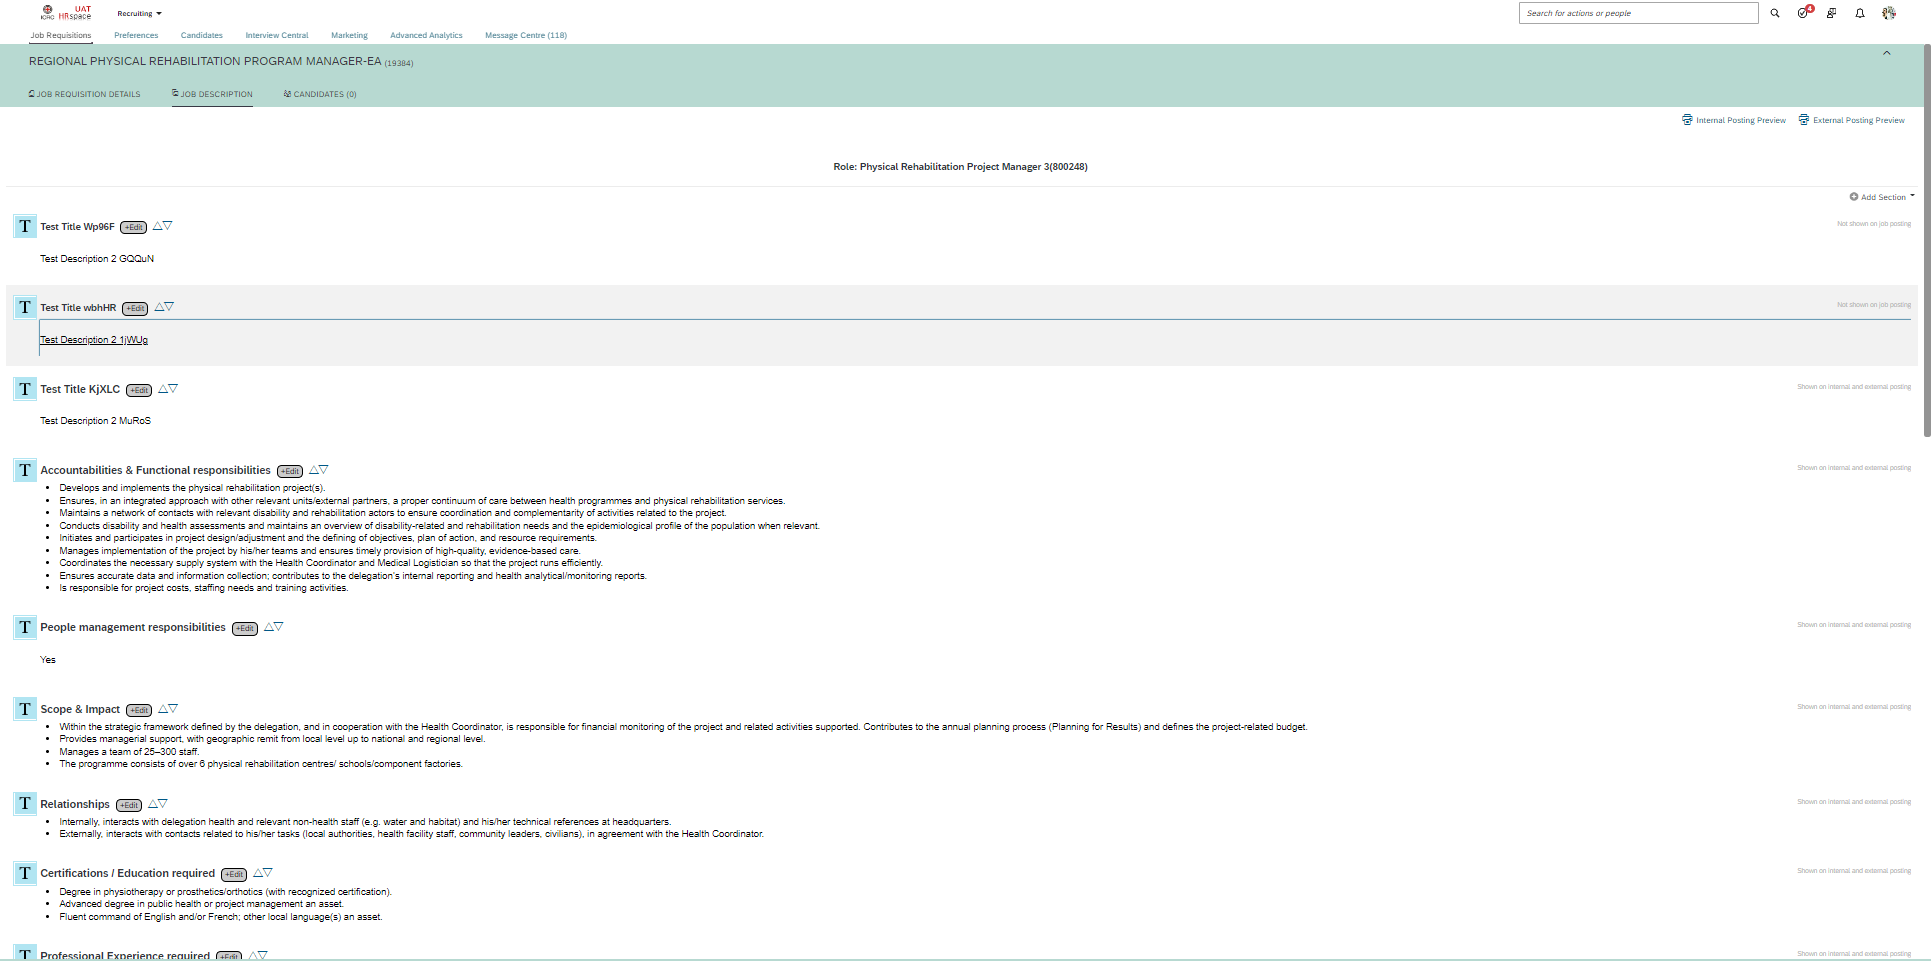 ICRC
UAT
HRspace
Recruiting
Search for actions or people
4
Job Requisitions
Preferences
Candidates
Interview Central
Marketing
Advanced Analytics
Message Centre (118)
REGIONAL PHYSICAL REHABILITATION PROGRAM MANAGER-EA (19384)
JOB REQUISITION DETAILS
JOB DESCRIPTION
CANDIDATES (0)
Internal Posting Preview
External Posting Preview
Role: Physical Rehabilitation Project Manager 3(800248)
Add Section
T Test Title Wp96F +Edit
Not shown on job posting
Test Description 2 GQQuN
T Test Title wbhHR +Edit
Not shown on job posting
Test Description 2 1jWUg
T Test Title KjXLC +Edit
Shown on internal and external posting
Test Description 2 MuRoS
T Accountabilities & Functional responsibilities +Edit
Shown on internal and external posting
• Develops and implements the physical rehabilitation project(s).
• Ensures, in an integrated approach with other relevant units/external partners, a proper continuum of care between health programmes and physical rehabilitation services.
• Maintains a network of contacts with relevant disability and rehabilitation actors to ensure coordination and complementarity of activities related to the project.
• Conducts disability and health assessments and maintains an overview of disability-related and rehabilitation needs and the epidemiological profile of the population when relevant.
• Initiates and participates in project design/adjustment and the defining of objectives, plan of action, and resource requirements.
• Manages implementation of the project by his/her teams and ensures timely provision of high-quality, evidence-based care.
• Coordinates the necessary supply system with the Health Coordinator and Medical Logistician so that the project runs efficiently.
• Ensures accurate data and information collection; contributes to the delegation's internal reporting and health analytical/monitoring reports.
• Is responsible for project costs, staffing needs and training activities.
T People management responsibilities +Edit
Shown on internal and external posting
Yes
T Scope & Impact +Edit
Shown on internal and external posting
• Within the strategic framework defined by the delegation, and in cooperation with the Health Coordinator, is responsible for financial monitoring of the project and related activities supported. Contributes to the annual planning process (Planning for Results) and defines the project-related budget.
• Provides managerial support, with geographic remit from local level up to national and regional level.
• Manages a team of 25–300 staff.
• The programme consists of over 6 physical rehabilitation centres/ schools/component factories.
T Relationships +Edit
Shown on internal and external posting
• Internally, interacts with delegation health and relevant non-health staff (e.g. water and habitat) and his/her technical references at headquarters.
• Externally, interacts with contacts related to his/her tasks (local authorities, health facility staff, community leaders, civilians), in agreement with the Health Coordinator.
T Certifications / Education required +Edit
Shown on internal and external posting
• Degree in physiotherapy or prosthetics/orthotics (with recognized certification).
• Advanced degree in public health or project management an asset.
• Fluent command of English and/or French; other local language(s) an asset.
T Professional Experience required +Edit
Shown on internal and external posting